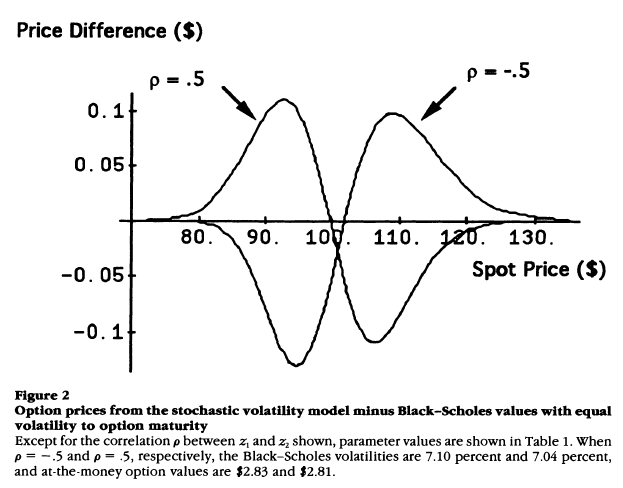 Price Difference ($)
ρ = .5
ρ = -.5
0.1
0.05
80. 90. 100. 110. 120. 130.
-0.05
Spot Price ($)
-0.1
Figure 2
Option prices from the stochastic volatility model minus Black–Scholes values with equal
volatility to option maturity
Except for the correlation ρ between z₁ and z₂ shown, parameter values are shown in Table 1. When
ρ = −.5 and ρ = .5, respectively, the Black–Scholes volatilities are 7.10 percent and 7.04 percent,
and at-the-money option values are $2.83 and $2.81.